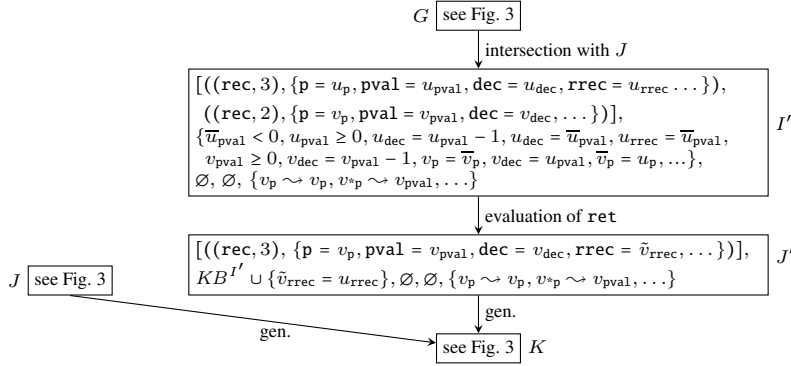 G see Fig. 3
intersection with J
[((rec, 3), {p = u_p, pval = u_pval, dec = u_dec, rrec = u_rrec ... }),
((rec, 2), {p = v_p, pval = v_pval, dec = v_dec, ... })],
{u̅_pval < 0, u_pval ≥ 0, u_dec = u_pval − 1, u_dec = u̅_pval, u_rrec = u̅_pval,
v_pval ≥ 0, v_dec = v_pval − 1, v_p = v̅_p, v_dec = u_pval, v̅_p = u_p, ...},
∅, ∅, {v_p ⇝ v_p, v_*p ⇝ v_pval, ...}
I′
evaluation of ret
[((rec, 3), {p = v_p, pval = v_pval, dec = v_dec, rrec = ṽ_rrec, ... })],
KB^I′ ∪ {ṽ_rrec = u_rrec}, ∅, ∅, {v_p ⇝ v_p, v_*p ⇝ v_pval, ...}
J′
J see Fig. 3
gen.
gen.
see Fig. 3 K